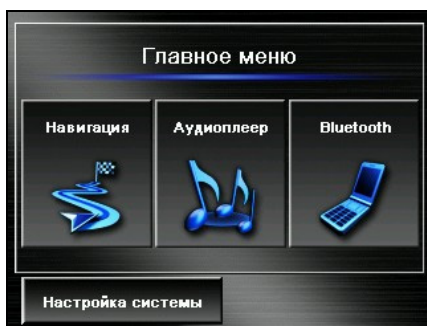 Главное меню
Навигация
Аудиоплеер
Bluetooth
Настройка системы